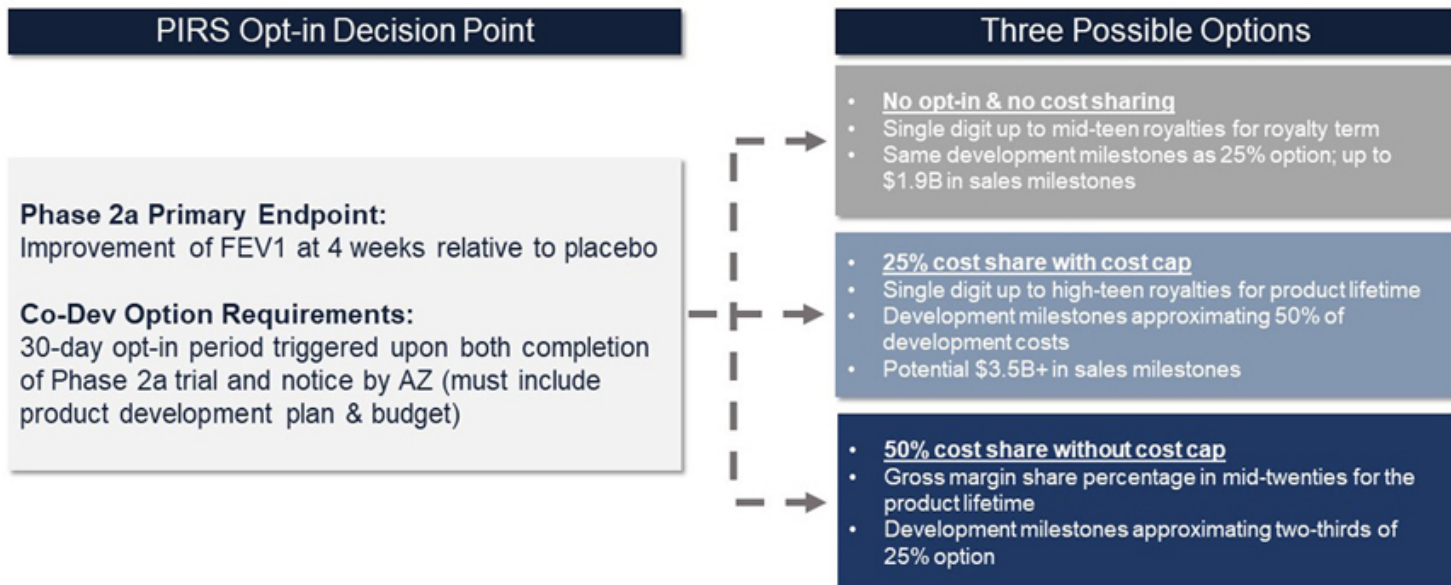 PIRS Opt-in Decision Point
Phase 2a Primary Endpoint:
Improvement of FEV1 at 4 weeks relative to placebo
Co-Dev Option Requirements:
30-day opt-in period triggered upon both completion
of Phase 2a trial and notice by AZ (must include
product development plan & budget)
Three Possible Options
• No opt-in & no cost sharing
• Single digit up to mid-teen royalties for royalty term
• Same development milestones as 25% option; up to
$1.9B in sales milestones
• 25% cost share with cost cap
• Single digit up to high-teen royalties for product lifetime
• Development milestones approximating 50% of
development costs
• Potential $3.5B+ in sales milestones
• 50% cost share without cost cap
• Gross margin share percentage in mid-twenties for the
product lifetime
• Development milestones approximating two-thirds of
25% option